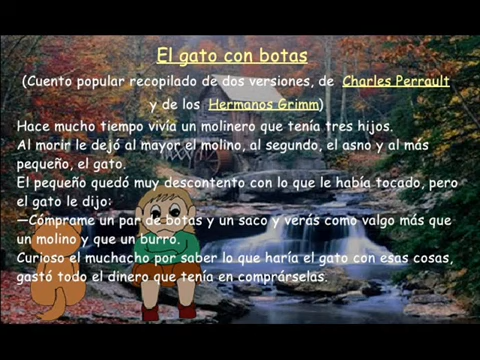 El gato con botas
(Cuento popular recopilado de dos versiones, de Charles Perrault
y de los Hermanos Grimm)
Hace mucho tiempo vivía un molinero que tenía tres hijos.
Al morir le dejó al mayor el molino, al segundo, el asno y al más
pequeño, el gato.
El pequeño quedó muy descontento con lo que le había tocado, pero
el gato le dijo:
—Cómprame un par de botas y un saco y verás como valgo más que
un molino y que un burro.
Curioso el muchacho por saber lo que haría el gato con esas cosas,
gastó todo el dinero que tenía en comprárselas.